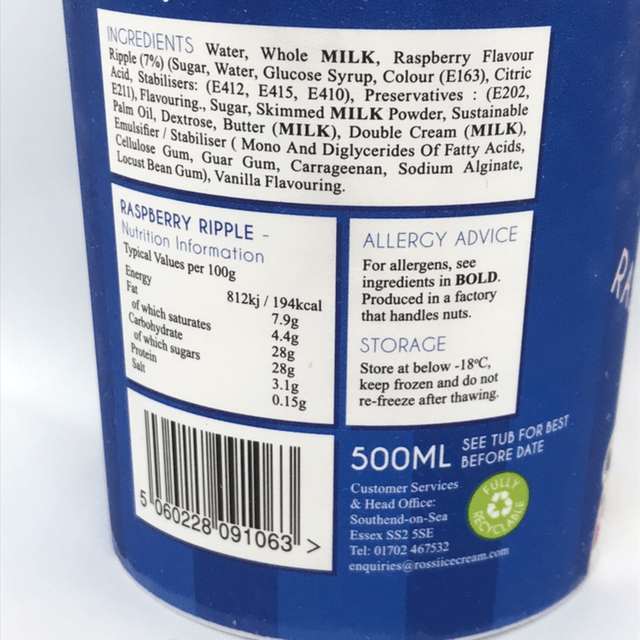 INGREDIENTS Water, Whole MILK, Raspberry Flavour
Ripple (7%) (Sugar, Water, Glucose Syrup, Colour (E163), Citric
Acid, Stabilisers: (E412, E415, E410), Preservatives : (E202,
E211), Flavouring., Sugar, Skimmed MILK Powder, Sustainable
Palm Oil, Dextrose, Butter (MILK), Double Cream (MILK),
Emulsifier / Stabiliser ( Mono And Diglycerides Of Fatty Acids,
Cellulose Gum, Guar Gum, Carrageenan, Sodium Alginate,
Locust Bean Gum), Vanilla Flavouring.
RASPBERRY RIPPLE -
Nutrition Information
Typical Values per 100g
Energy 812kj / 194kcal
Fat 7.9g
of which saturates 4.4g
Carbohydrate 28g
of which sugars 28g
Protein 3.1g
Salt 0.15g
ALLERGY ADVICE
For allergens, see
ingredients in BOLD.
Produced in a factory
that handles nuts.
STORAGE
Store at below -18ºC,
keep frozen and do not
re-freeze after thawing.
5 060228 091063 >
500ML SEE TUB FOR BEST
BEFORE DATE
Customer Services
& Head Office:
Southend-on-Sea
Essex SS2 5SE
Tel: 01702 467532
enquiries@rossiicecream.com
FULLY
RECYCLABLE